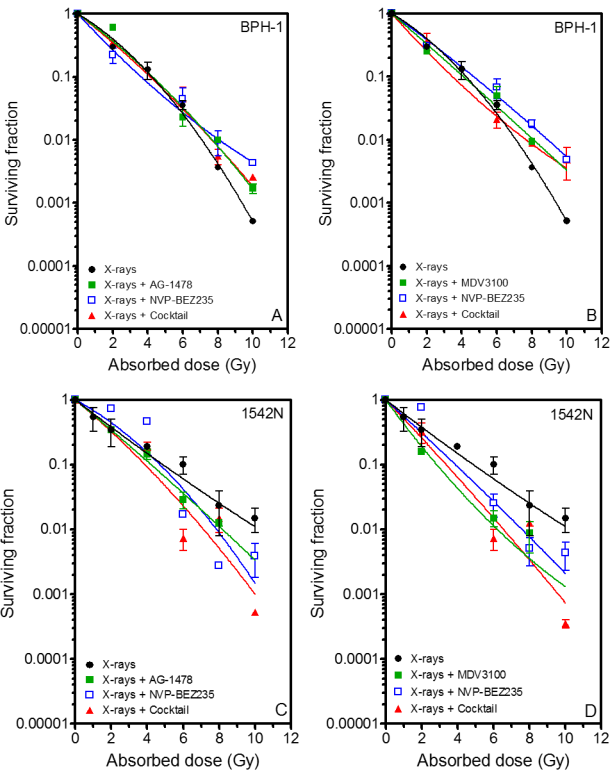 BPH-1
Surviving fraction
1
0.1
0.01
0.001
0.0001
0.00001
X-rays
X-rays + AG-1478
X-rays + NVP-BEZ235
X-rays + Cocktail
A
0 2 4 6 8 10 12
Absorbed dose (Gy)
BPH-1
Surviving fraction
1
0.1
0.01
0.001
0.0001
0.00001
X-rays
X-rays + MDV3100
X-rays + NVP-BEZ235
X-rays + Cocktail
B
0 2 4 6 8 10 12
Absorbed dose (Gy)
1542N
Surviving fraction
1
0.1
0.01
0.001
0.0001
0.00001
X-rays
X-rays + AG-1478
X-rays + NVP-BEZ235
X-rays + Cocktail
C
0 2 4 6 8 10 12
Absorbed dose (Gy)
1542N
Surviving fraction
1
0.1
0.01
0.001
0.0001
0.00001
X-rays
X-rays + MDV3100
X-rays + NVP-BEZ235
X-rays + Cocktail
D
0 2 4 6 8 10 12
Absorbed dose (Gy)